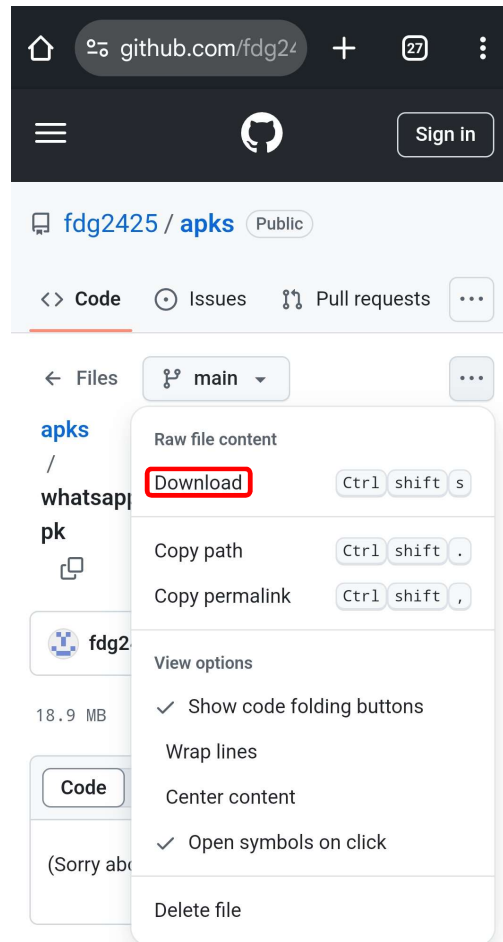 github.com/fdg24
27
Sign in
fdg2425 / apks Public
Code Issues Pull requests
Files main
apks
/
whatsapp
pk
Raw file content
Download Ctrl shift s
Copy path Ctrl shift .
Copy permalink Ctrl shift ,
fdg2
View options
18.9 MB
Show code folding buttons
Wrap lines
Code
Center content
Open symbols on click
(Sorry abo
Delete file